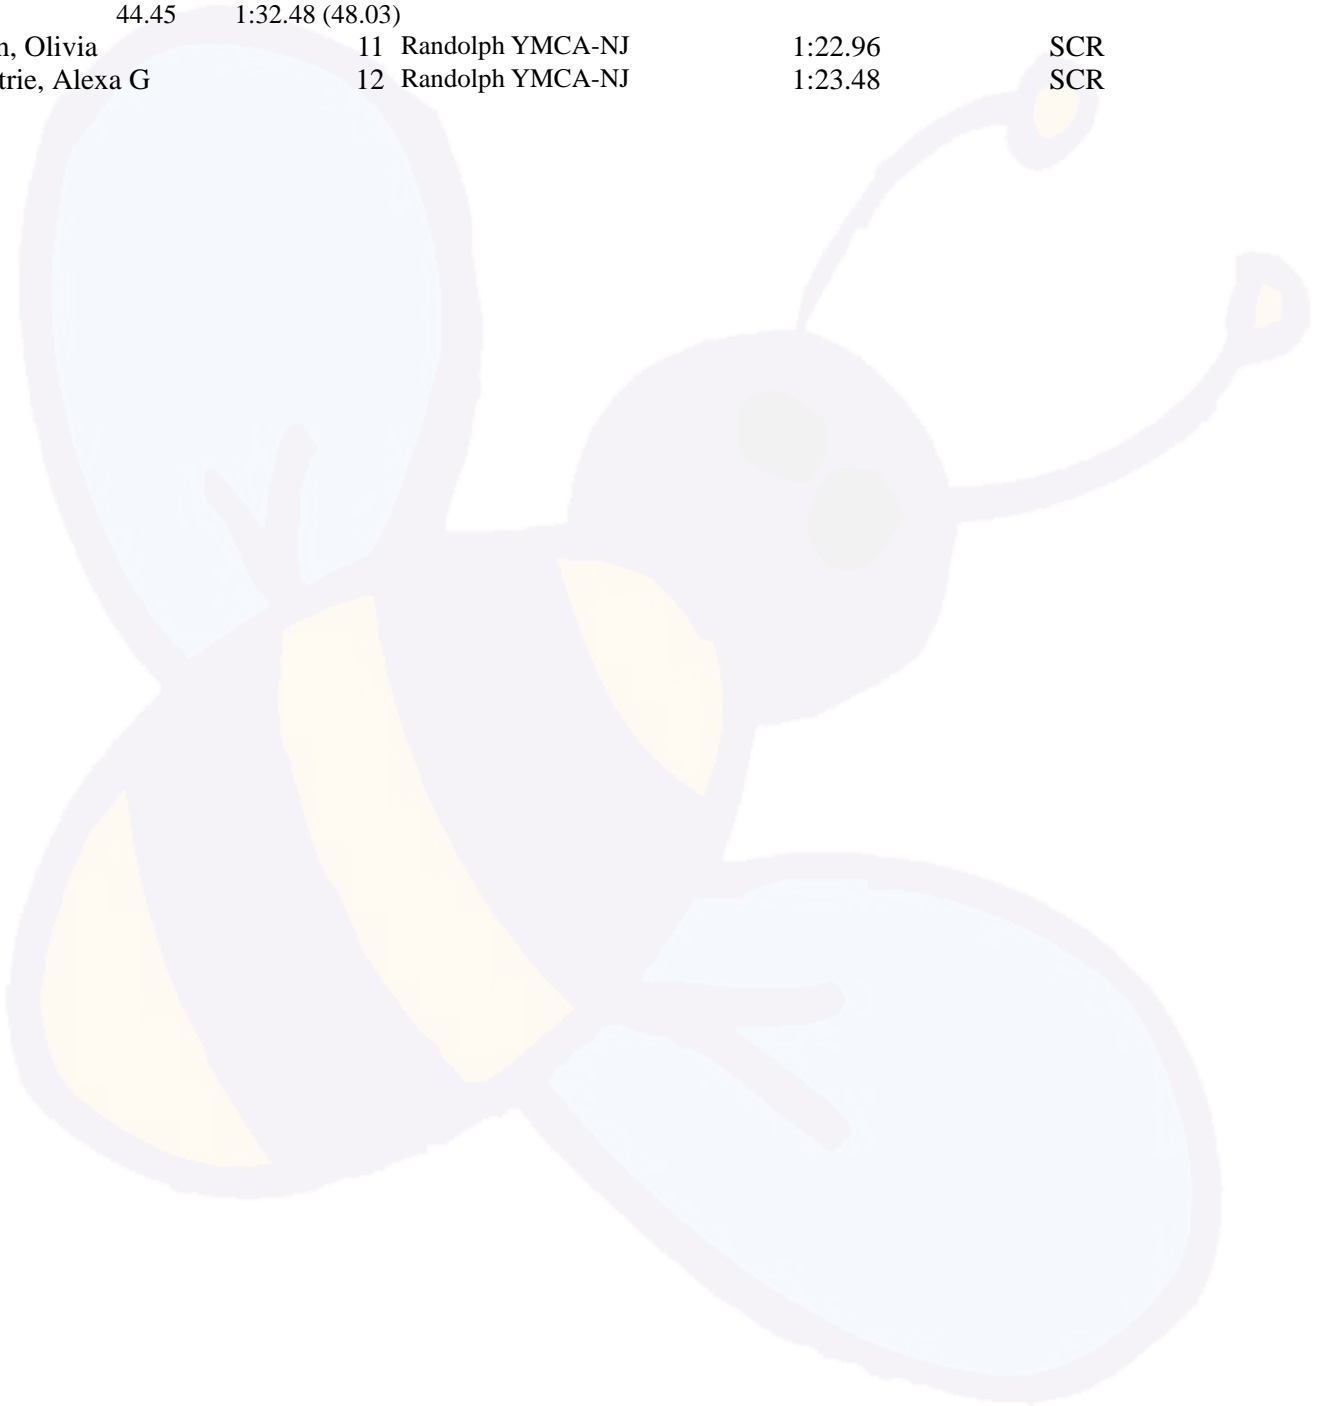 44.45 1:32.48 (48.03)
n, Olivia 11 Randolph YMCA-NJ 1:22.96 SCR
trie, Alexa G 12 Randolph YMCA-NJ 1:23.48 SCR